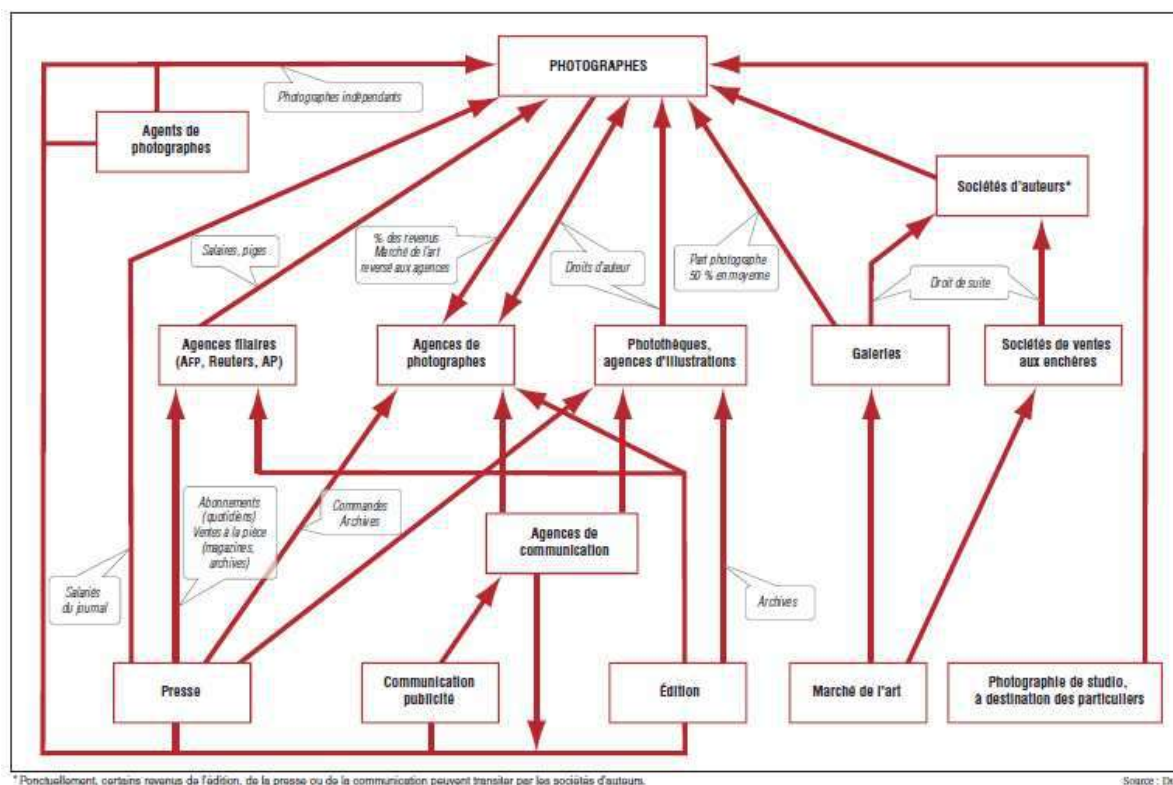 PHOTOGRAPHES
Photographes indépendants
Agents de
photographes
Sociétés d'auteurs*
Salaires, piges
% des revenus
Marché de l'art
reversé aux agences
Droits d'auteur
Part photographe
50 % en moyenne
Droit de suite
Agences filaires
(AFP, Reuters, AP)
Agences de
photographes
Photothèques,
agences d'illustrations
Galeries
Sociétés de ventes
aux enchères
Abonnements
(quotidiens)
Ventes à la pièce
(magazines,
archives)
Commandes
Archives
Agences de
communication
Salariés
du journal
Archives
Presse
Communication
publicité
Édition
Marché de l'art
Photographie de studio,
à destination des particuliers
* Ponctuellement, certains revenus de l'édition, de la presse ou de la communication peuvent transiter par les sociétés d'auteurs.
Source :